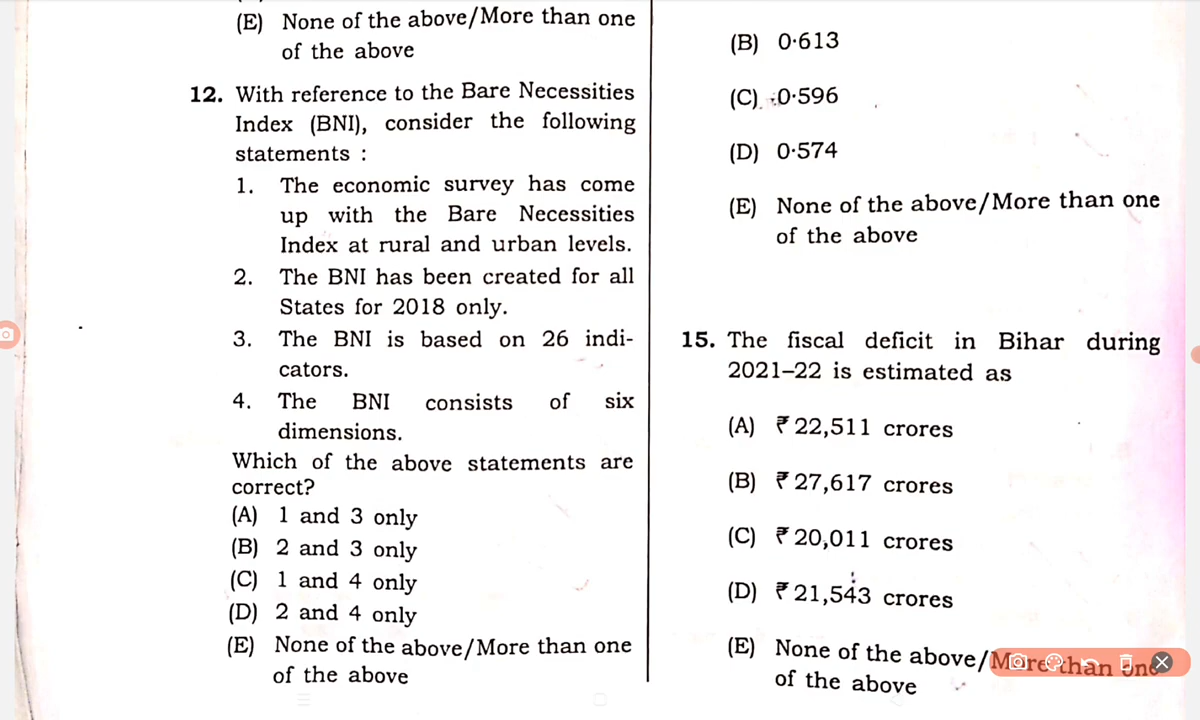 (E) None of the above/More than one
of the above
12. With reference to the Bare Necessities
Index (BNI), consider the following
statements :
1. The economic survey has come
up with the Bare Necessities
Index at rural and urban levels.
2. The BNI has been created for all
States for 2018 only.
3. The BNI is based on 26 indi-
cators.
4. The BNI consists of six
dimensions.
Which of the above statements are
correct?
(A) 1 and 3 only
(B) 2 and 3 only
(C) 1 and 4 only
(D) 2 and 4 only
(E) None of the above/More than one
of the above
(B) 0·613
(C) 0·596
(D) 0·574
(E) None of the above/More than one
of the above
15. The fiscal deficit in Bihar during
2021–22 is estimated as
(A) ₹ 22,511 crores
(B) ₹ 27,617 crores
(C) ₹ 20,011 crores
(D) ₹ 21,543 crores
(E) None of the above/More than one
of the above